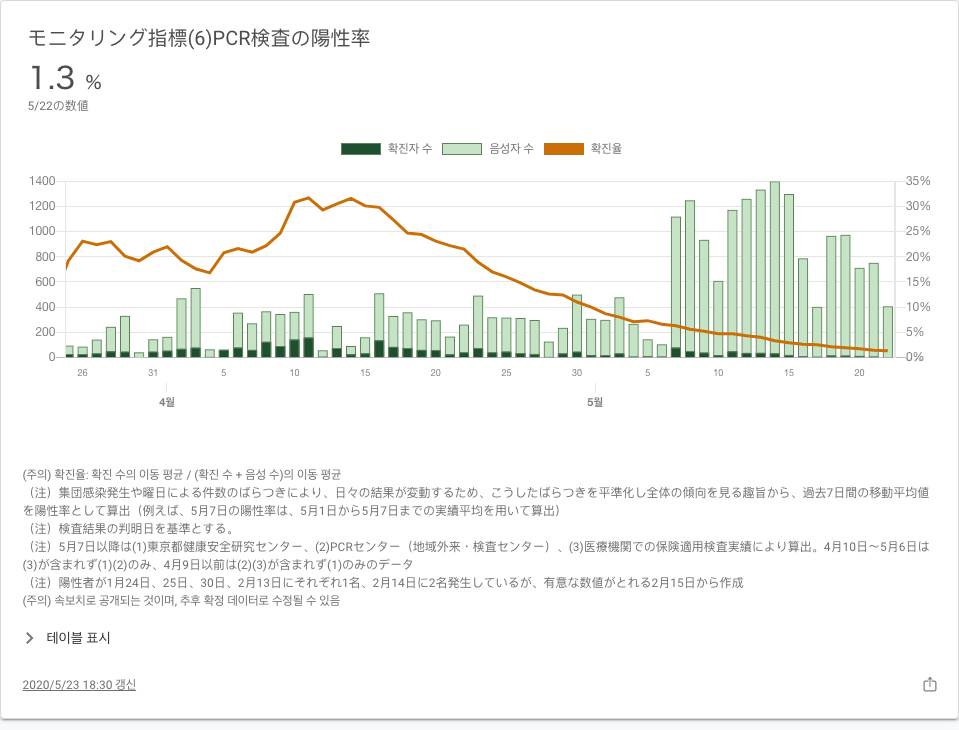 モニタリング指標(6)PCR検査の陽性率
1.3 %
5/22の数値
확진자 수 음성자 수 확진율
1400 35%
1200 30%
1000 25%
800 20%
600 15%
400 10%
200 5%
0 0%
26 31 5 10 15 20 25 30 5 10 15 20
4월 5월
(주의) 확진율: 확진 수의 이동 평균 / (확진 수 + 음성 수)의 이동 평균
（注）集団感染発生や曜日による件数のばらつきにより、日々の結果が変動するため、こうしたばらつきを平準化し全体の傾向を見る趣旨から、過去7日間の移動平均値
を陽性率として算出（例えば、5月7日の陽性率は、5月1日から5月7日までの実績平均を用いて算出）
（注）検査結果の判明日を基準とする。
（注）5月7日以降は(1)東京都健康安全研究センター、(2)PCRセンター（地域外来・検査センター）、(3)医療機関での保険適用検査実績により算出。4月10日～5月6日は
(3)が含まれず(1)(2)のみ、4月9日以前は(2)(3)が含まれず(1)のみのデータ
（注）陽性者が1月24日、25日、30日、2月13日にそれぞれ1名、2月14日に2名発生しているが、有意な数値がとれる2月15日から作成
(주의) 속보치로 공개되는 것이며, 추후 확정 데이터로 수정될 수 있음
테이블 표시
2020/5/23 18:30 갱신